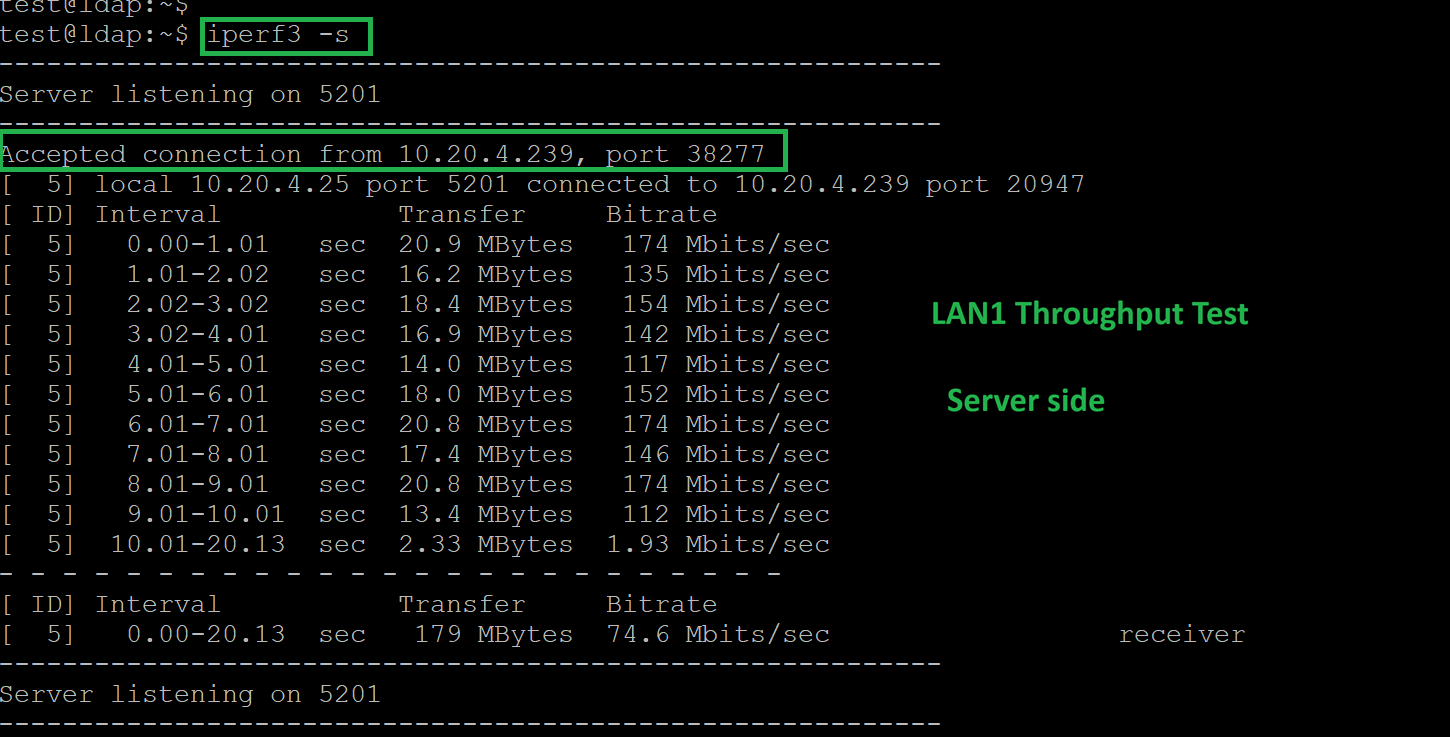 test@ldap:~$
test@ldap:~$ iperf3 -s
-----------------------------------------------------------
Server listening on 5201
-----------------------------------------------------------
Accepted connection from 10.20.4.239, port 38277
[  5] local 10.20.4.25 port 5201 connected to 10.20.4.239 port 20947
[ ID] Interval           Transfer     Bitrate
[  5]   0.00-1.01   sec  20.9 MBytes   174 Mbits/sec
[  5]   1.01-2.02   sec  16.2 MBytes   135 Mbits/sec
[  5]   2.02-3.02   sec  18.4 MBytes   154 Mbits/sec
LAN1 Throughput Test
[  5]   3.02-4.01   sec  16.9 MBytes   142 Mbits/sec
[  5]   4.01-5.01   sec  14.0 MBytes   117 Mbits/sec
[  5]   5.01-6.01   sec  18.0 MBytes   152 Mbits/sec
Server side
[  5]   6.01-7.01   sec  20.8 MBytes   174 Mbits/sec
[  5]   7.01-8.01   sec  17.4 MBytes   146 Mbits/sec
[  5]   8.01-9.01   sec  20.8 MBytes   174 Mbits/sec
[  5]   9.01-10.01  sec  13.4 MBytes   112 Mbits/sec
[  5]  10.01-20.13  sec  2.33 MBytes  1.93 Mbits/sec
- - - - - - - - - - - - - - - - - - - - - - - - -
[ ID] Interval           Transfer     Bitrate
[  5]   0.00-20.13  sec   179 MBytes  74.6 Mbits/sec                  receiver
-----------------------------------------------------------
Server listening on 5201
-----------------------------------------------------------